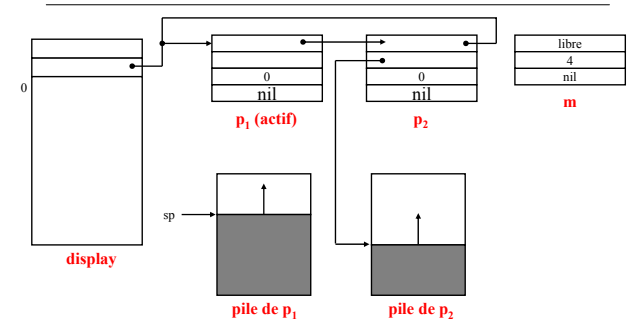 libre
4
0
0
0
nil
nil
nil
m
p1 (actif)
p2
sp
display
pile de p1
pile de p2